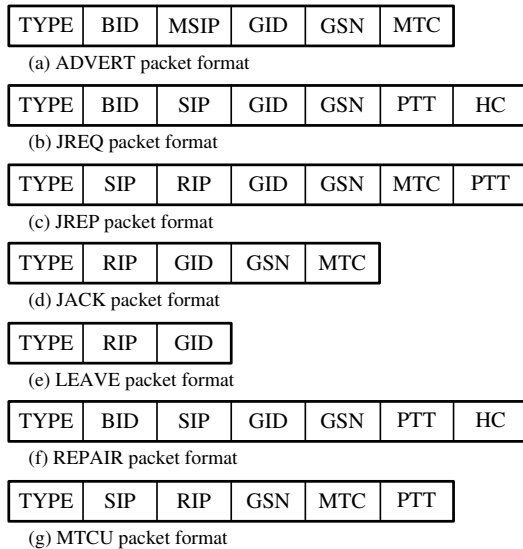 TYPE BID MSIP GID GSN MTC
(a) ADVERT packet format
TYPE BID SIP GID GSN PTT HC
(b) JREQ packet format
TYPE SIP RIP GID GSN MTC PTT
(c) JREP packet format
TYPE RIP GID GSN MTC
(d) JACK packet format
TYPE RIP GID
(e) LEAVE packet format
TYPE BID SIP GID GSN PTT HC
(f) REPAIR packet format
TYPE SIP RIP GSN MTC PTT
(g) MTCU packet format